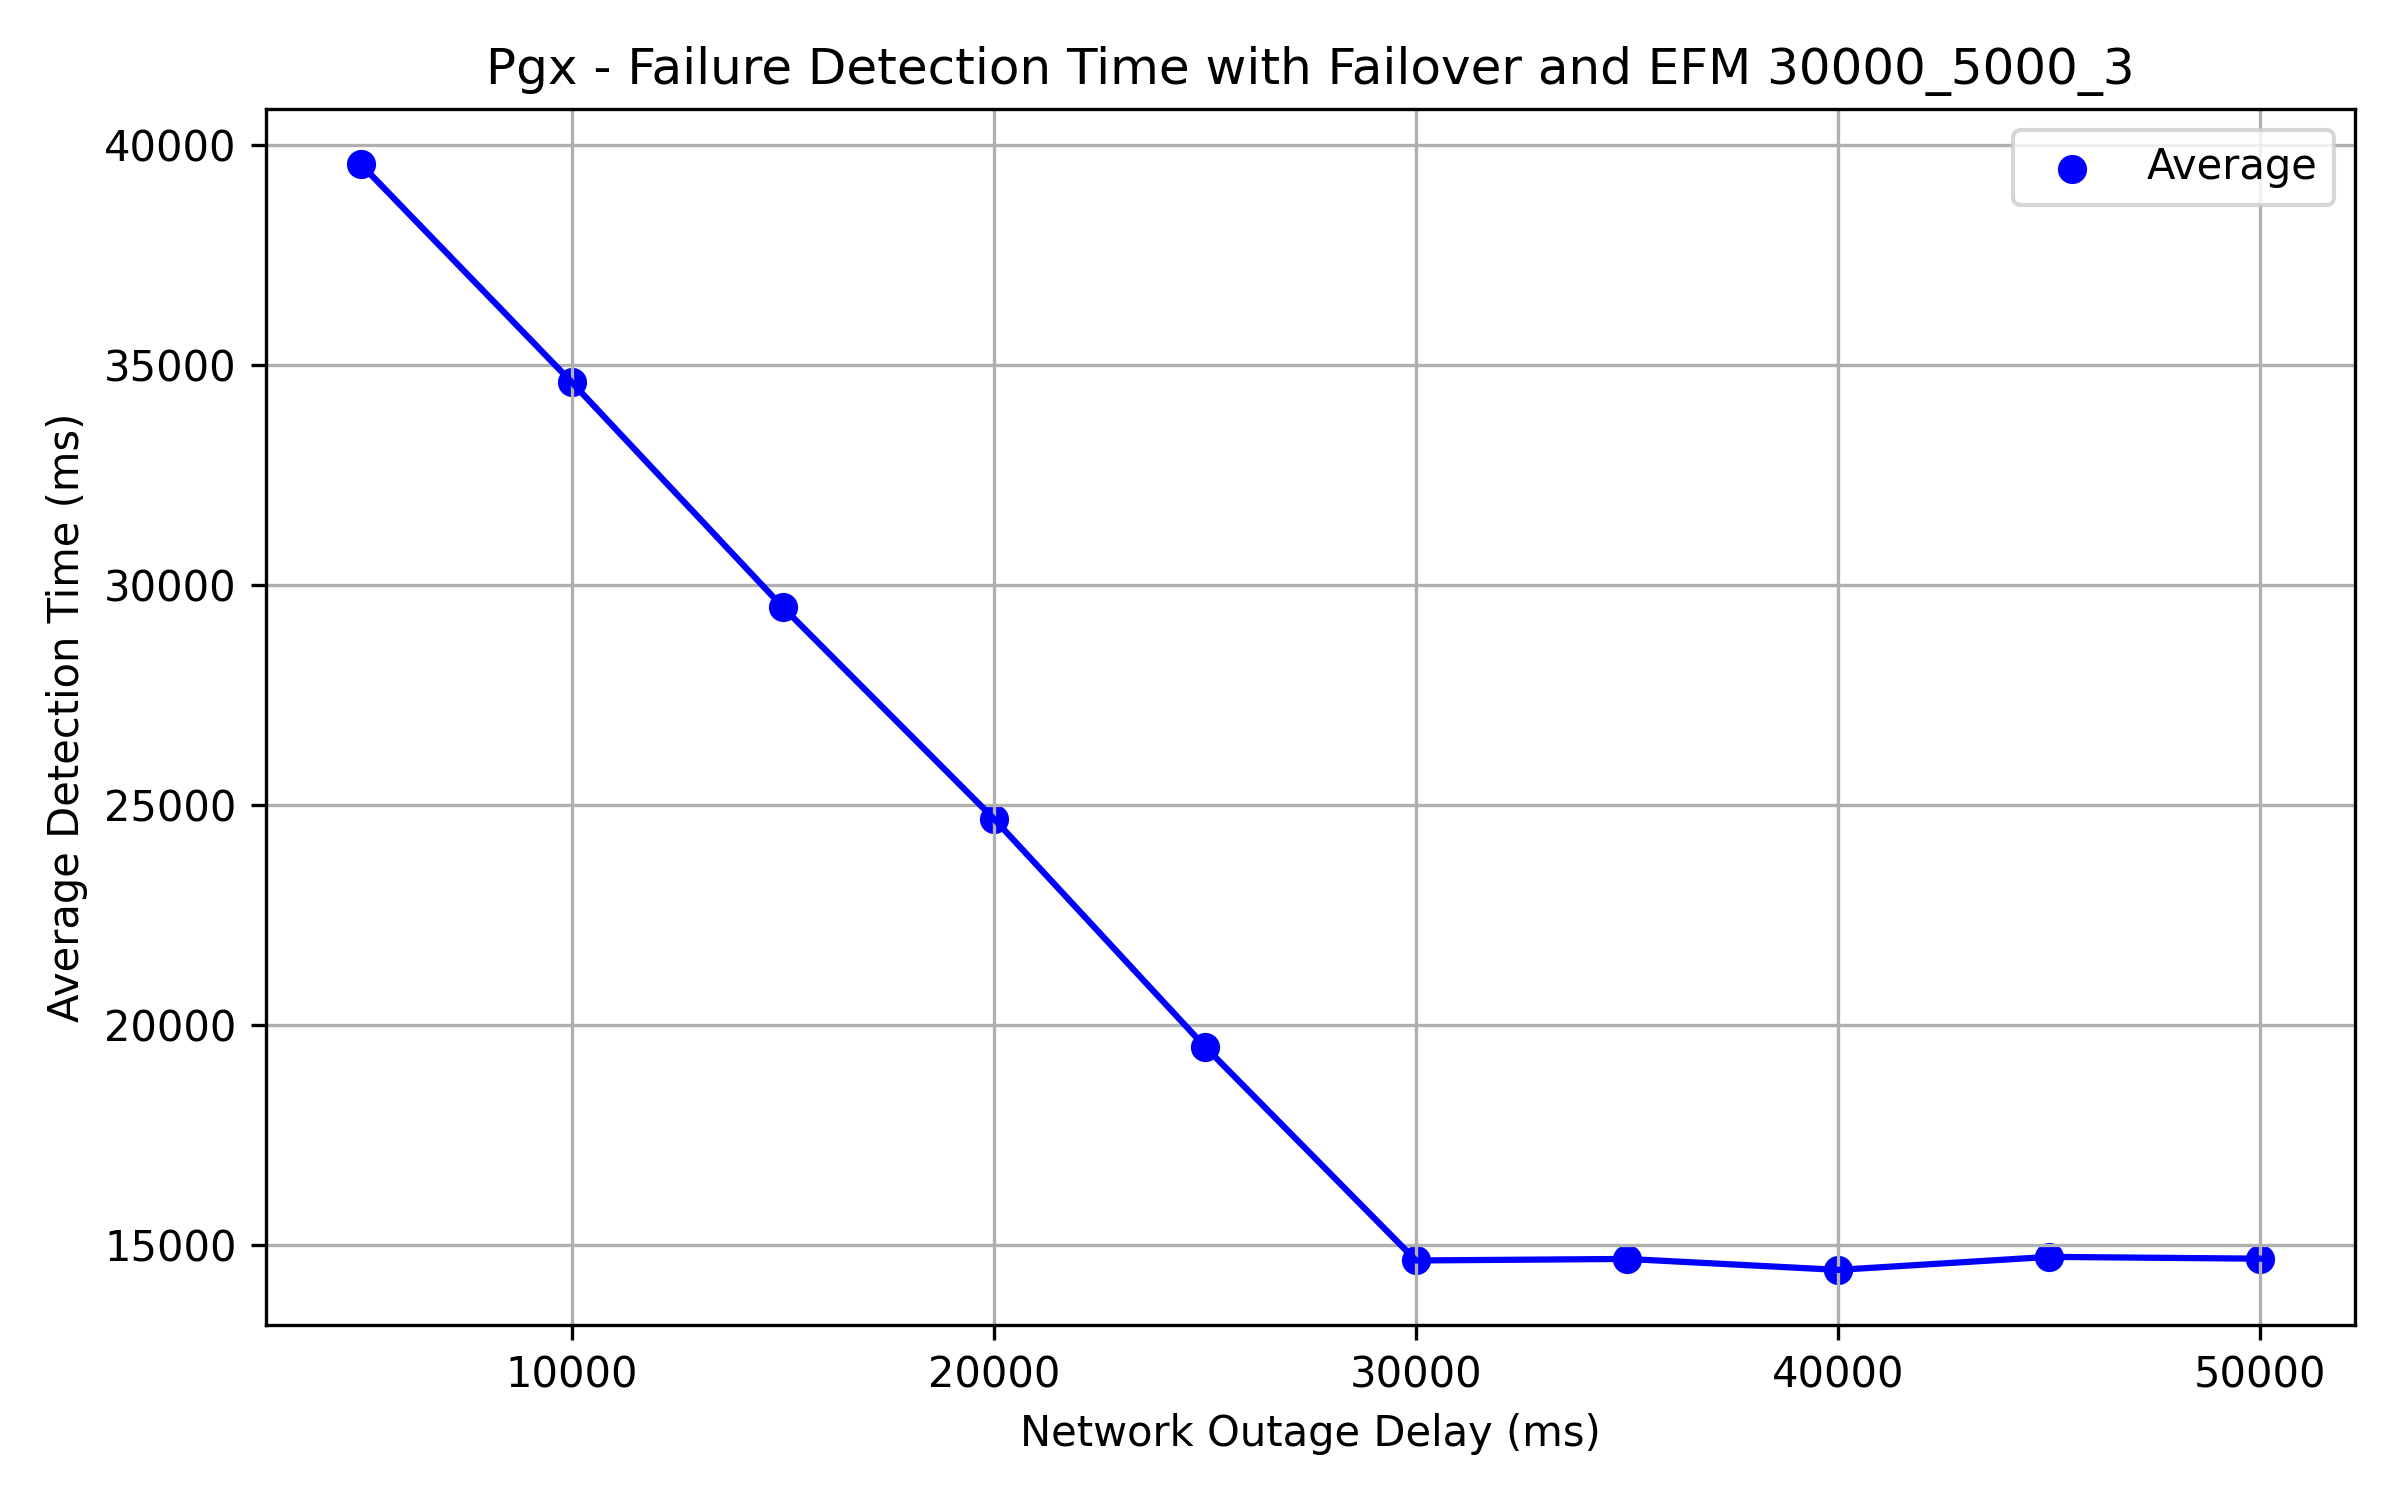 Pgx - Failure Detection Time with Failover and EFM 30000_5000_3
Average
Average Detection Time (ms)
40000
35000
30000
25000
20000
15000
10000
20000
30000
40000
50000
Network Outage Delay (ms)